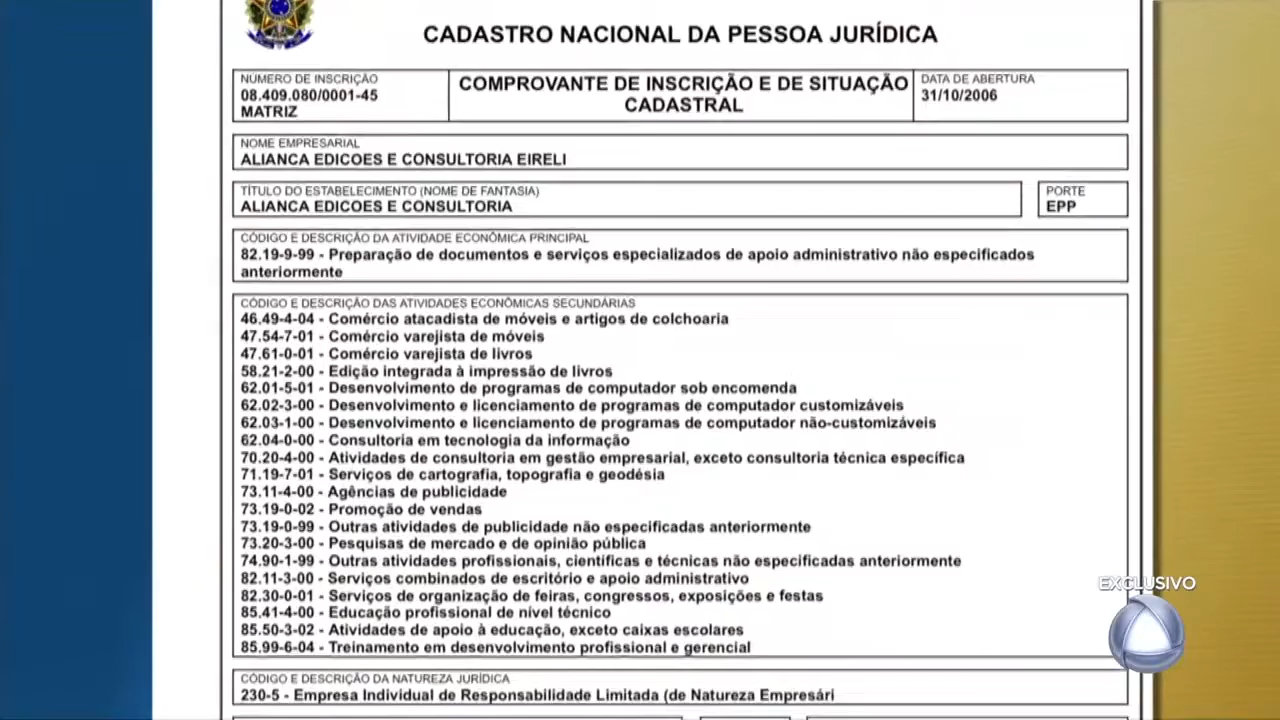 CADASTRO NACIONAL DA PESSOA JURÍDICA
NÚMERO DE INSCRIÇÃO
08.409.080/0001-45
MATRIZ
COMPROVANTE DE INSCRIÇÃO E DE SITUAÇÃO
CADASTRAL
DATA DE ABERTURA
31/10/2006
NOME EMPRESARIAL
ALIANCA EDICOES E CONSULTORIA EIRELI
TÍTULO DO ESTABELECIMENTO (NOME DE FANTASIA)
ALIANCA EDICOES E CONSULTORIA
PORTE
EPP
CÓDIGO E DESCRIÇÃO DA ATIVIDADE ECONÔMICA PRINCIPAL
82.19-9-99 - Preparação de documentos e serviços especializados de apoio administrativo não especificados
anteriormente
CÓDIGO E DESCRIÇÃO DAS ATIVIDADES ECONÔMICAS SECUNDÁRIAS
46.49-4-04 - Comércio atacadista de móveis e artigos de colchoaria
47.54-7-01 - Comércio varejista de móveis
47.61-0-01 - Comércio varejista de livros
58.21-2-00 - Edição integrada à impressão de livros
62.01-5-01 - Desenvolvimento de programas de computador sob encomenda
62.02-3-00 - Desenvolvimento e licenciamento de programas de computador customizáveis
62.03-1-00 - Desenvolvimento e licenciamento de programas de computador não-customizáveis
62.04-0-00 - Consultoria em tecnologia da informação
70.20-4-00 - Atividades de consultoria em gestão empresarial, exceto consultoria técnica específica
71.19-7-01 - Serviços de cartografia, topografia e geodésia
73.11-4-00 - Agências de publicidade
73.19-0-02 - Promoção de vendas
73.19-0-99 - Outras atividades de publicidade não especificadas anteriormente
73.20-3-00 - Pesquisas de mercado e de opinião pública
74.90-1-99 - Outras atividades profissionais, científicas e técnicas não especificadas anteriormente
82.11-3-00 - Serviços combinados de escritório e apoio administrativo
82.30-0-01 - Serviços de organização de feiras, congressos, exposições e festas
85.41-4-00 - Educação profissional de nível técnico
85.50-3-02 - Atividades de apoio à educação, exceto caixas escolares
85.99-6-04 - Treinamento em desenvolvimento profissional e gerencial
EXCLUSIVO
CÓDIGO E DESCRIÇÃO DA NATUREZA JURÍDICA
230-5 - Empresa Individual de Responsabilidade Limitada (de Natureza Empresári